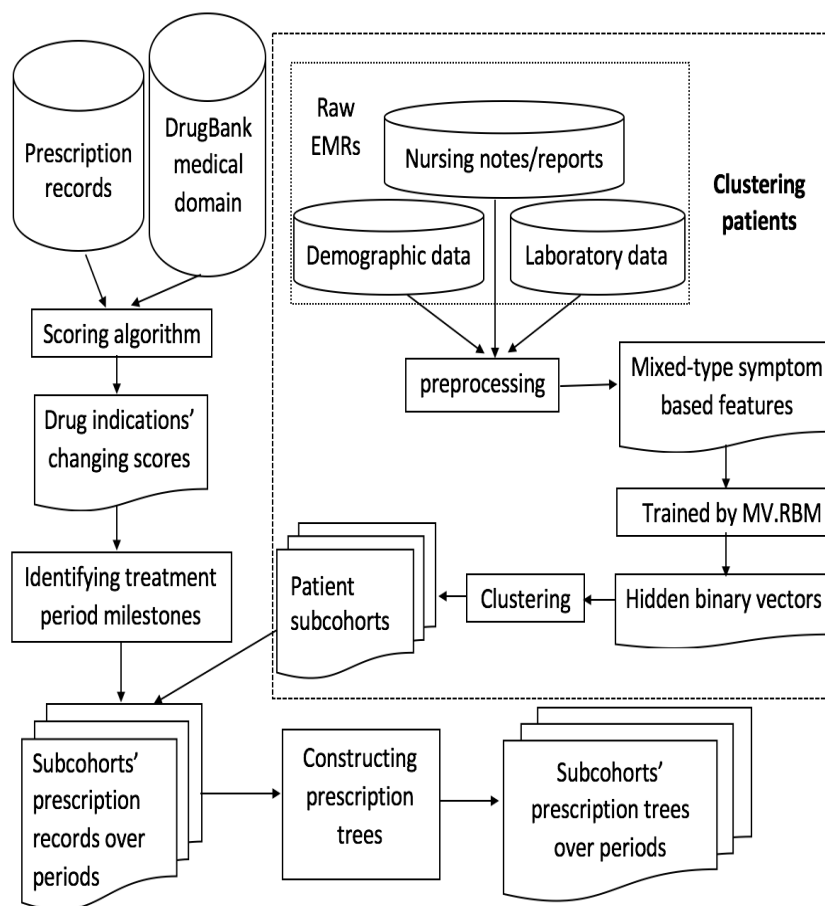 Prescription
records
DrugBank
medical
domain
Scoring algorithm
Drug indications’
changing scores
Identifying treatment
period milestones
Raw
EMRs
Nursing notes/reports
Demographic data
Laboratory data
Clustering
patients
preprocessing
Mixed-type symptom
based features
Trained by MV.RBM
Hidden binary vectors
Clustering
Patient
subcohorts
Subcohorts’
prescription
records over
periods
Constructing
prescription
trees
Subcohorts’
prescription trees
over periods